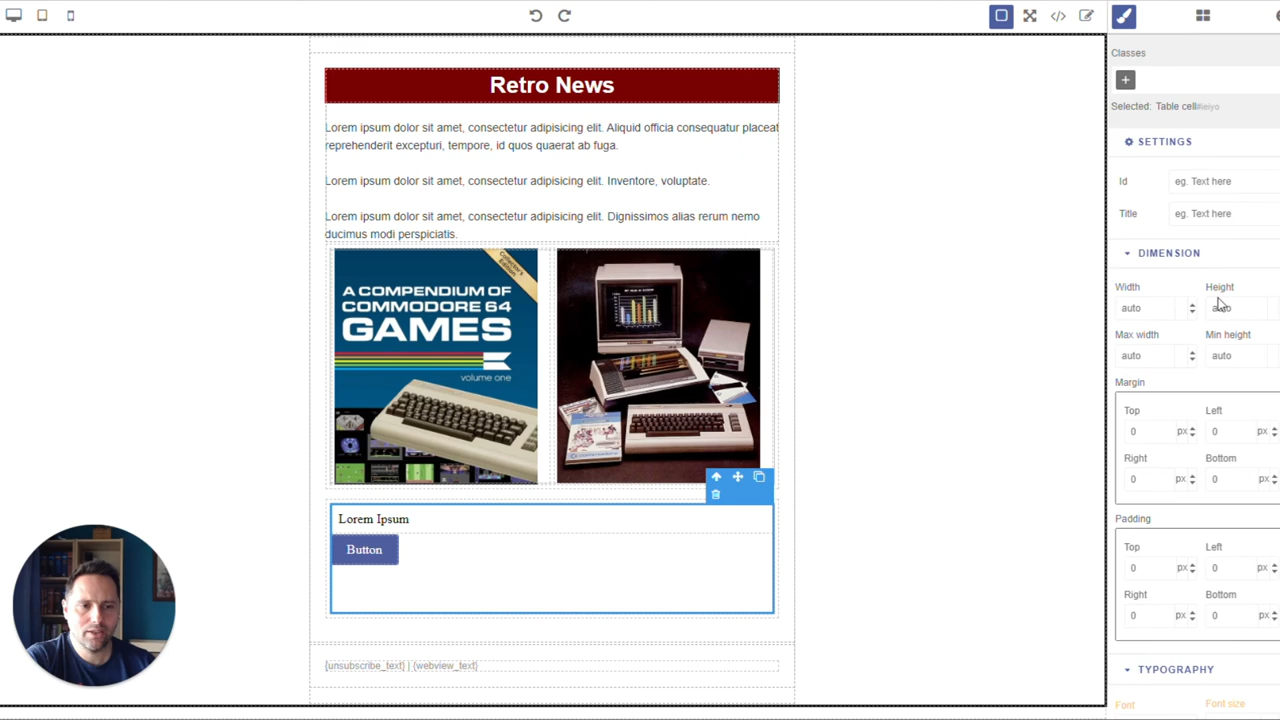 Retro News
Classes
Selected: Table cell
SETTINGS
Id
eg. Text here
Title
eg. Text here
DIMENSION
Width
Height
auto
auto
Max width
Min height
auto
auto
Margin
Top
Left
0
px
0
px
Right
Bottom
0
px
0
px
Padding
Top
Left
0
px
0
px
Right
Bottom
0
px
0
px
TYPOGRAPHY
Font
Font size
Lorem ipsum dolor sit amet, consectetur adipisicing elit. Aliquid officia consequatur placeat
reprehenderit excepturi, tempore, id quos quaerat ab fuga.
Lorem ipsum dolor sit amet, consectetur adipisicing elit. Inventore, voluptate.
Lorem ipsum dolor sit amet, consectetur adipisicing elit. Dignissimos alias rerum nemo
ducimus modi perspiciatis.
Collector's
Edition
A COMPENDIUM OF
COMMODORE 64
GAMES
volume one
Lorem Ipsum
Button
{unsubscribe_text} | {webview_text}